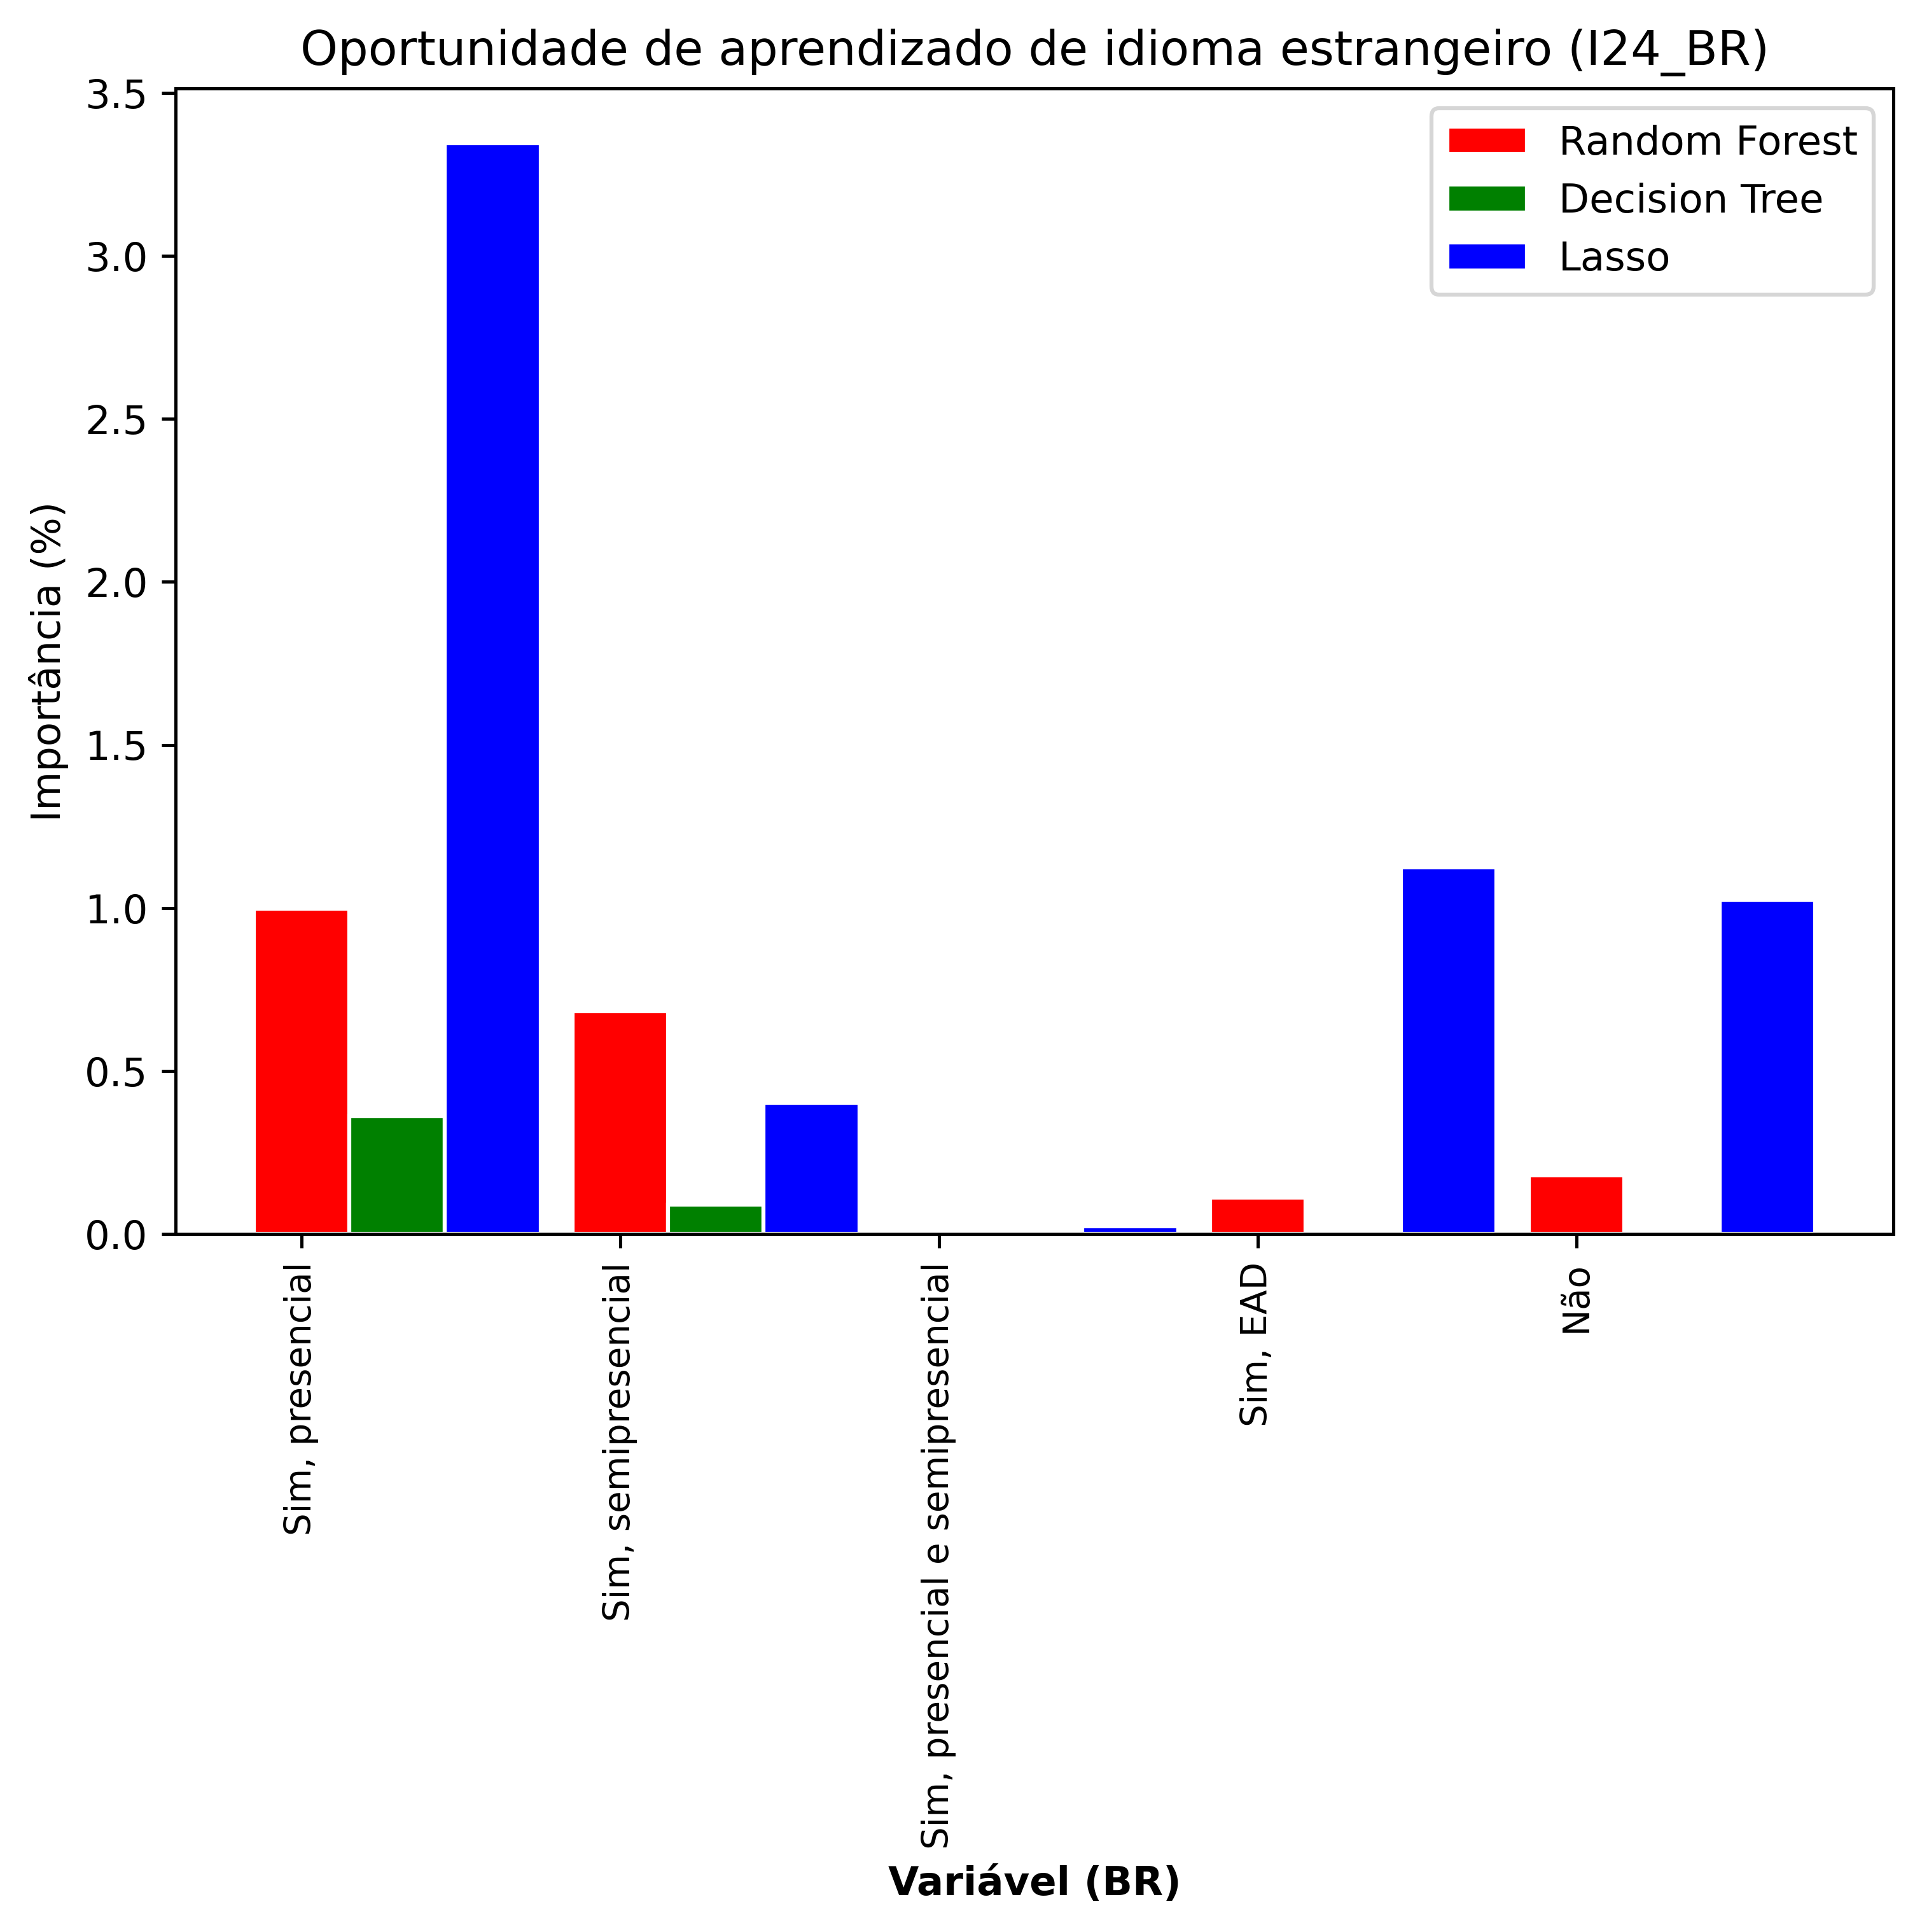 Oportunidade de aprendizado de idioma estrangeiro (I24_BR)
Random Forest
Decision Tree
Lasso
Importância (%)
3.5
3.0
2.5
2.0
1.5
1.0
0.5
0.0
Sim, presencial
Sim, semipresencial
Sim, presencial e semipresencial
Sim, EAD
Não
Variável (BR)